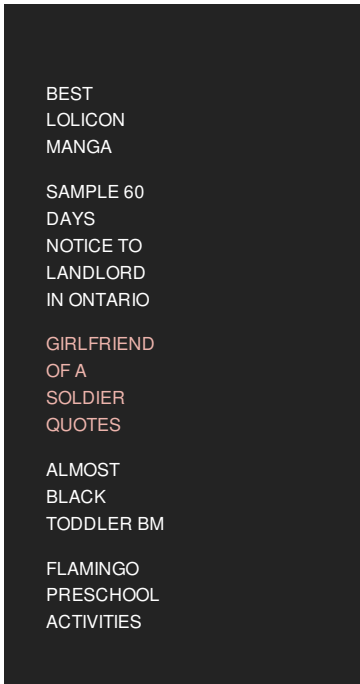 BEST
LOLICON
MANGA
SAMPLE 60
DAYS
NOTICE TO
LANDLORD
IN ONTARIO
GIRLFRIEND
OF A
SOLDIER
QUOTES
ALMOST
BLACK
TODDLER BM
FLAMINGO
PRESCHOOL
ACTIVITIES